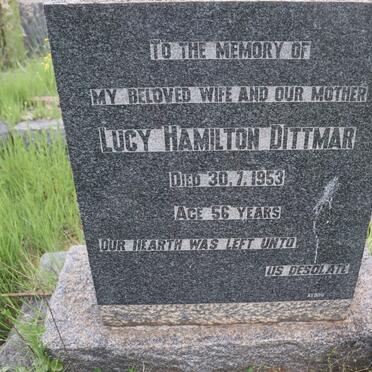 TO THE MEMORY OF
MY BELOVED WIFE AND OUR MOTHER
LUCY HAMILTON DITTMAR
DIED 30.7.1953
AGE 56 YEARS
OUR HEARTH WAS LEFT UNTO
US DESOLATE